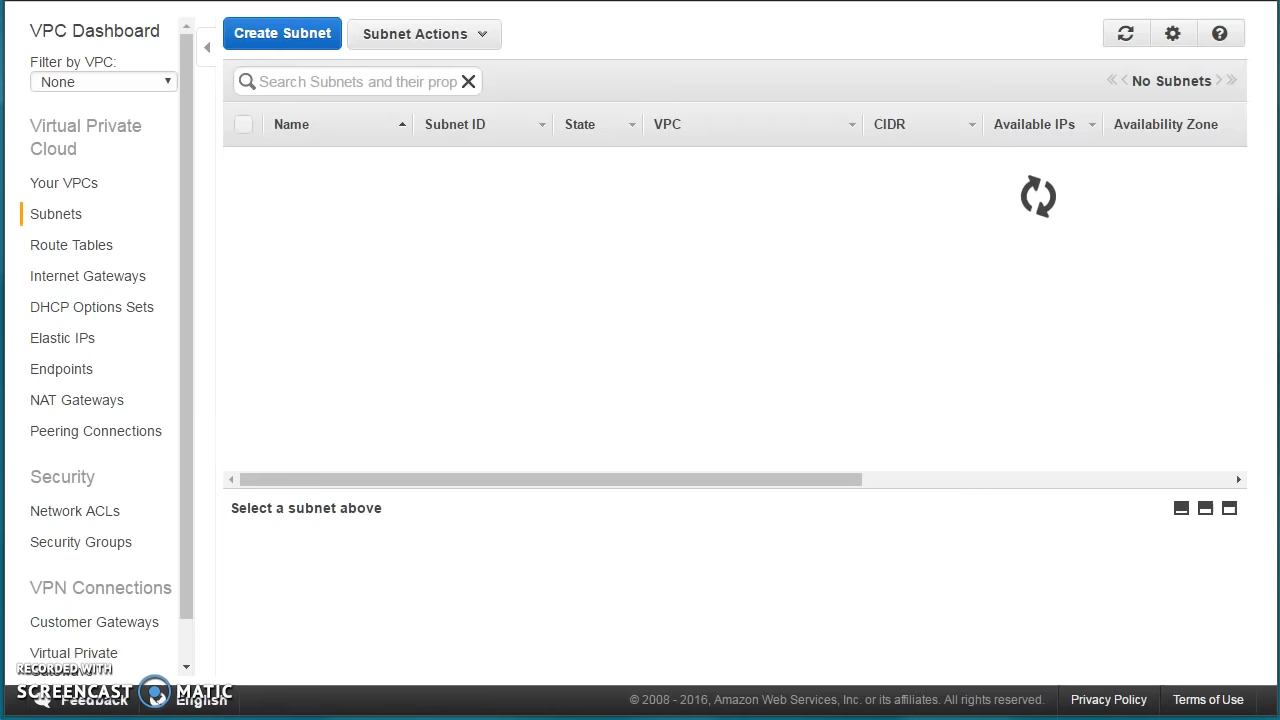 VPC Dashboard
Filter by VPC:
None
Virtual Private
Cloud
Your VPCs
Subnets
Route Tables
Internet Gateways
DHCP Options Sets
Elastic IPs
Endpoints
NAT Gateways
Peering Connections
Security
Network ACLs
Security Groups
VPN Connections
Customer Gateways
Virtual Private
Create Subnet
Subnet Actions
Search Subnets and their prop
No Subnets
Name
Subnet ID
State
VPC
CIDR
Available IPs
Availability Zone
Select a subnet above
RECORDED WITH
SCREENCAST MATIC
Feedback
English
© 2008 - 2016, Amazon Web Services, Inc. or its affiliates. All rights reserved.
Privacy Policy
Terms of Use